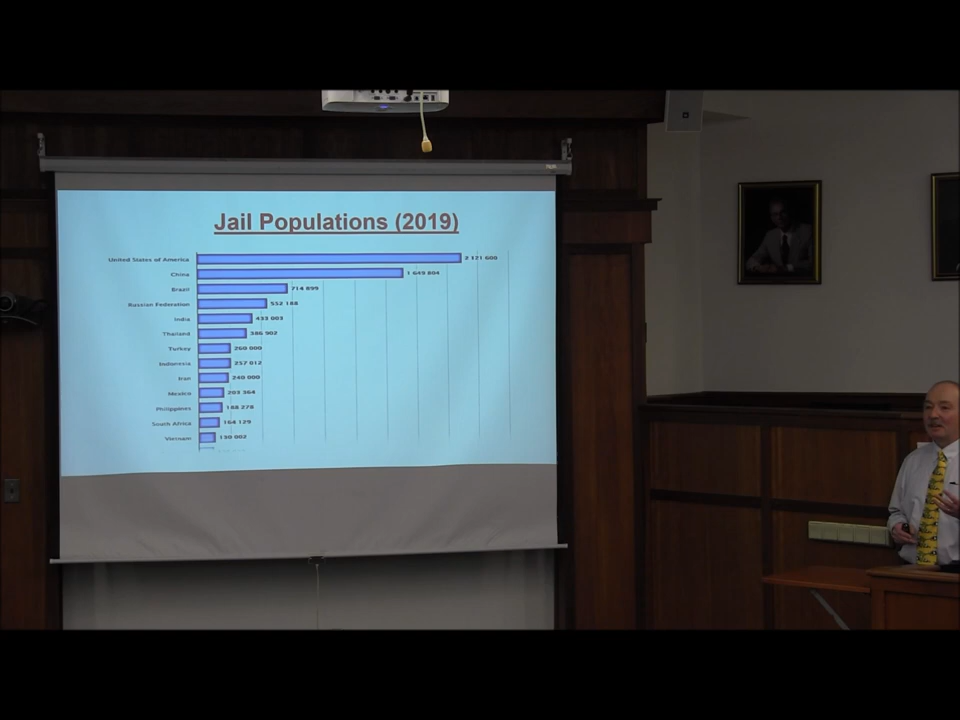 Jail Populations (2019)
United States of America 2 121 600
China 1 649 804
Brazil 714 899
Russian Federation 552 188
India 433 003
Thailand 386 902
Turkey 260 000
Indonesia 257 012
Iran 240 000
Mexico 203 364
Philippines 188 278
South Africa 164 129
Vietnam 130 002